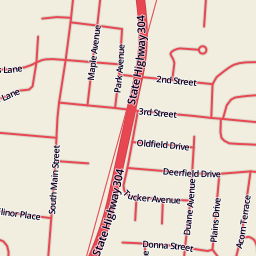 State Highway 304
Maple Avenue
Park Avenue
Lane
2nd Street
Lane
3rd Street
Oldfield Drive
South Main Street
Deerfield Drive
State Highway 304
Tucker Avenue
Duane Avenue
Plains Drive
Acorn Terrace
Place
Donna Street